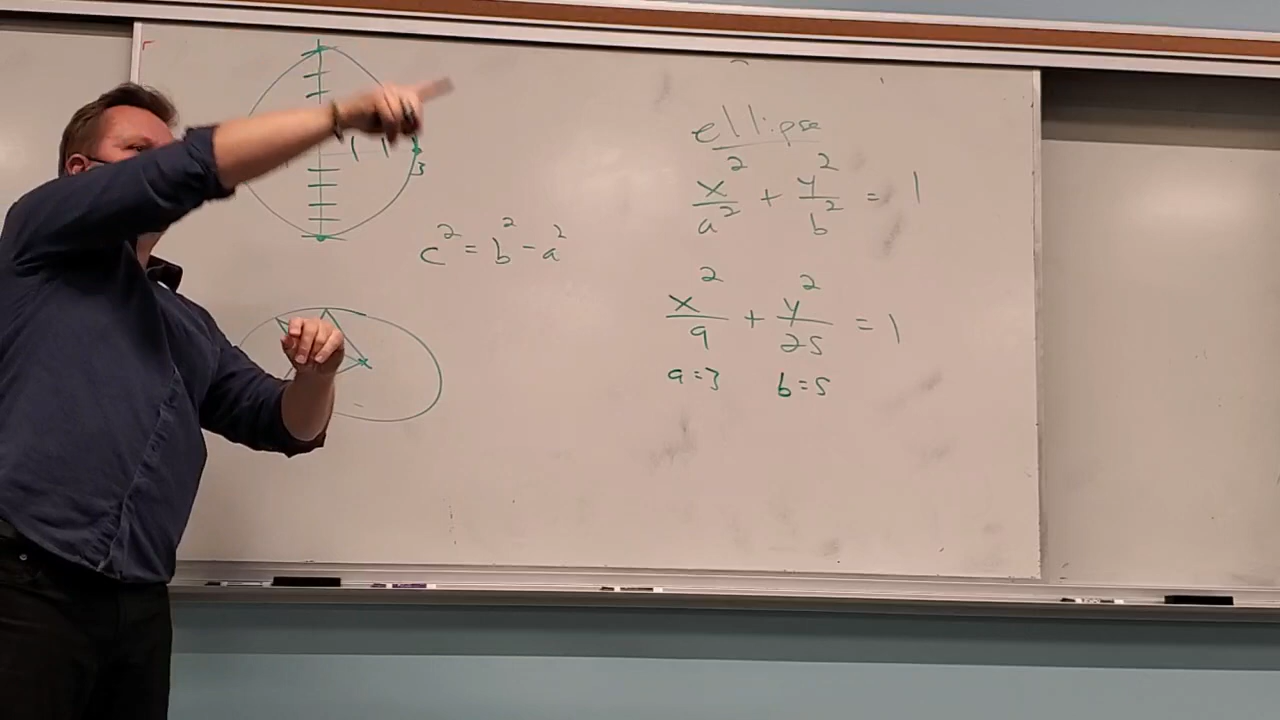 3
c² = b² - a²
ellipse
x²/a² + y²/b² = 1
x²/9 + y²/25 = 1
a=3 b=5